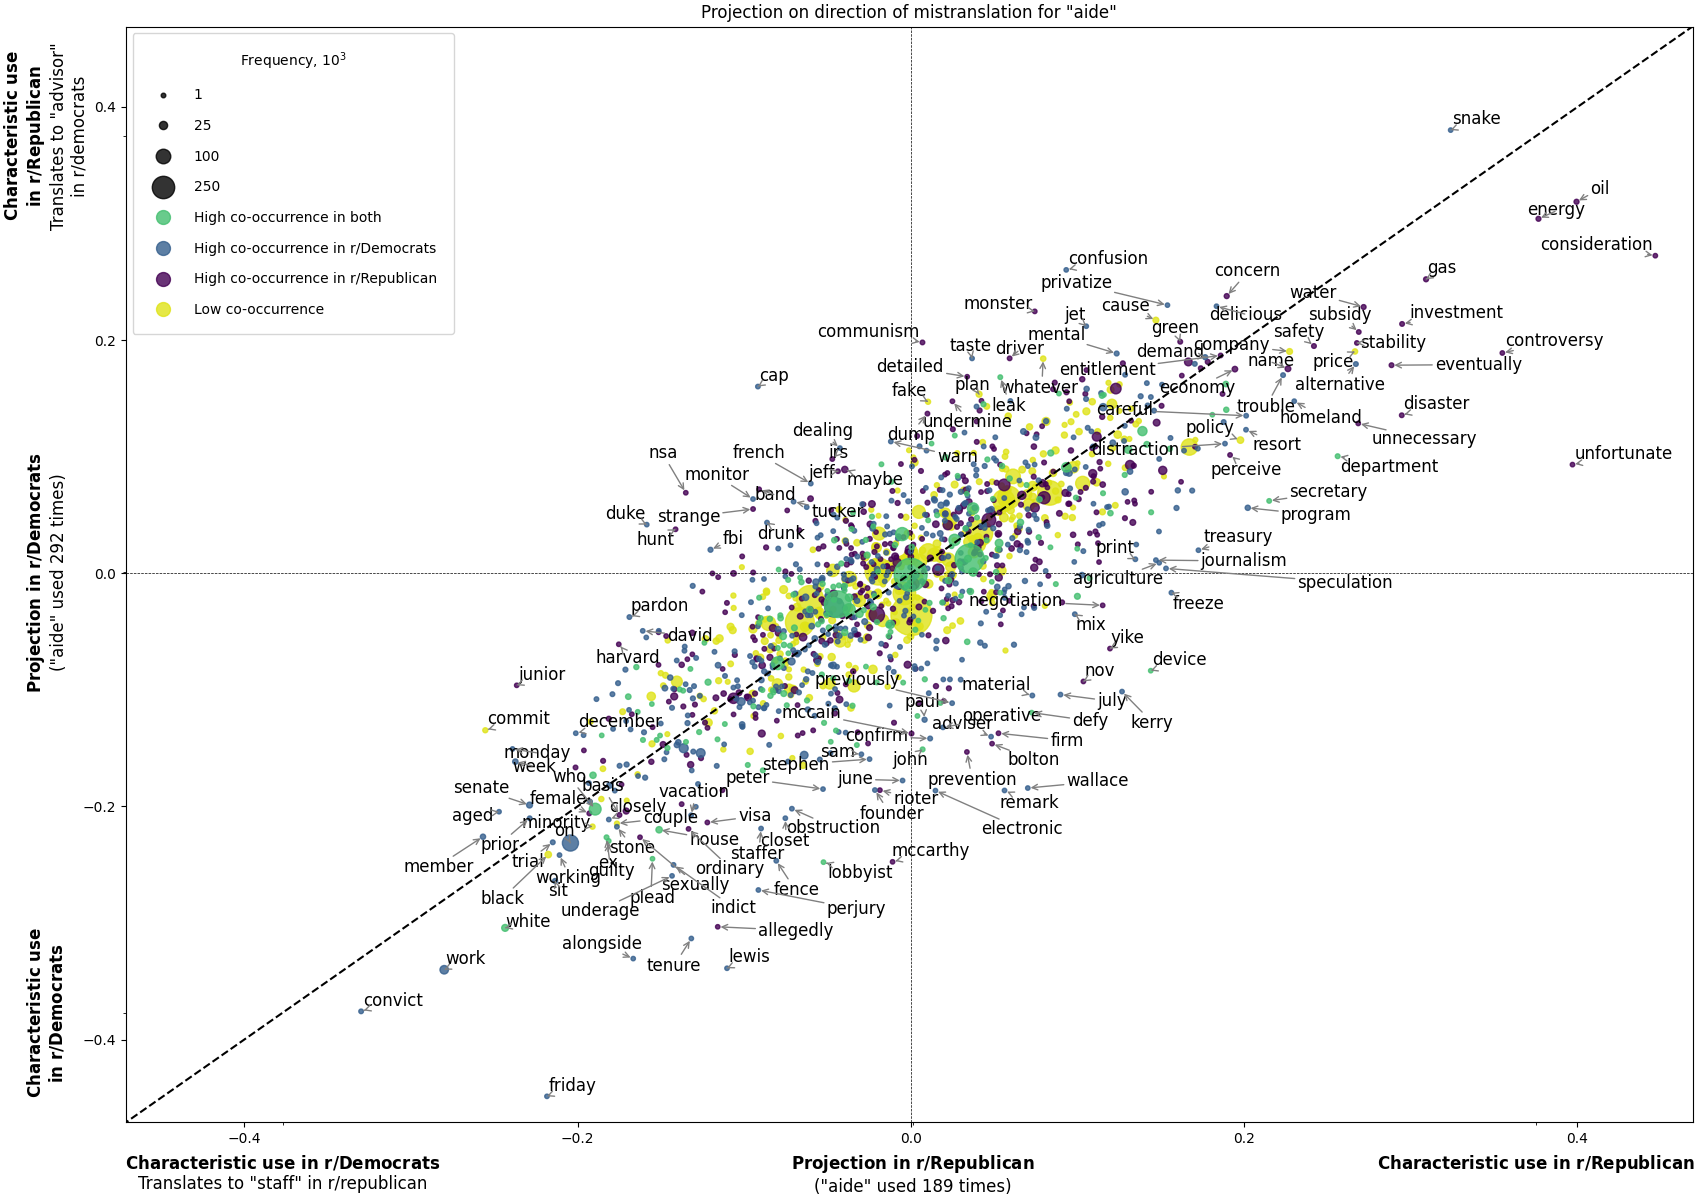 Projection on direction of mistranslation for "aide"
Characteristic use
in r/Republican
Translates to "advisor"
in r/democrats
Projection in r/Democrats
("aide" used 292 times)
Characteristic use
in r/Democrats
0.4
0.2
0.0
−0.2
−0.4
Frequency, 10³
1
25
100
250
High co-occurrence in both
High co-occurrence in r/Democrats
High co-occurrence in r/Republican
Low co-occurrence
snake
oil
energy
consideration
confusion
concern
gas
privatize
water
monster
cause
delicious
subsidy
investment
jet
communism
mental
green
safety
taste
driver
demand
company
stability
controversy
detailed
entitlement
name
price
eventually
cap
fake
plan
whatever
economy
alternative
leak
careful
trouble
homeland
disaster
undermine
dealing
dump
policy
resort
unnecessary
nsa
french
irs
warn
distraction
unfortunate
monitor
jeff
maybe
perceive
department
band
secretary
duke
strange
tucker
program
hunt
fbi
drunk
print
treasury
journalism
agriculture
speculation
pardon
negotiation
freeze
david
mix
yike
harvard
device
junior
previously
material
nov
july
commit
december
mccain
paul
operative
defy
kerry
adviser
monday
confirm
firm
week
sam
john
bolton
who
stephen
senate
basis
peter
june
prevention
wallace
female
vacation
rioter
remark
aged
closely
founder
minority
couple
visa
on
obstruction
electronic
prior
stone
house
closet
member
trial
ex
staffer
mccarthy
guilty
ordinary
lobbyist
working
sexually
black
sit
plead
fence
underage
indict
perjury
white
allegedly
alongside
work
tenure
lewis
convict
friday
−0.4
−0.2
0.0
0.2
0.4
Characteristic use in r/Democrats
Translates to "staff" in r/republican
Projection in r/Republican
("aide" used 189 times)
Characteristic use in r/Republican